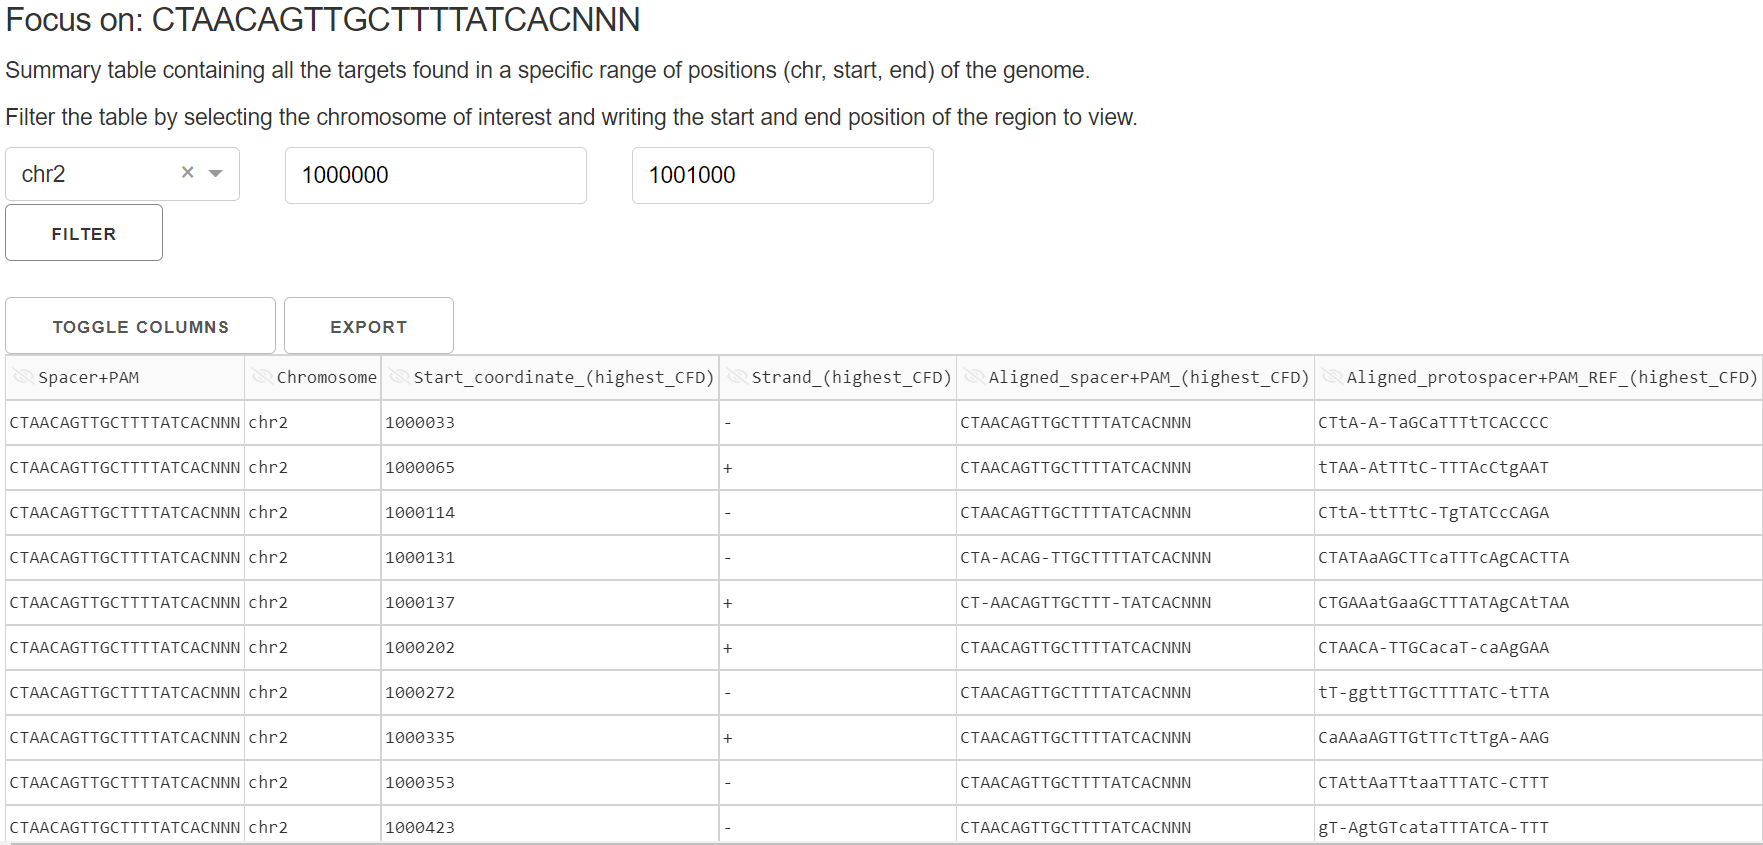 Focus on: CTAACAGTTGCTTTTATCACNNN
Summary table containing all the targets found in a specific range of positions (chr, start, end) of the genome.
Filter the table by selecting the chromosome of interest and writing the start and end position of the region to view.
chr2 × 1000000 1001000
FILTER
TOGGLE COLUMNS EXPORT
Spacer+PAM Chromosome Start_coordinate_(highest_CFD) Strand_(highest_CFD) Aligned_spacer+PAM_(highest_CFD) Aligned_protospacer+PAM_REF_(highest_CFD)
CTAACAGTTGCTTTTATCACNNN chr2 1000033 - CTAACAGTTGCTTTTATCACNNN CTtA-A-TaGCaTTTtTCACCCC
CTAACAGTTGCTTTTATCACNNN chr2 1000065 + CTAACAGTTGCTTTTATCACNNN tTAA-AtTTtC-TTTAcCtgAAT
CTAACAGTTGCTTTTATCACNNN chr2 1000114 - CTAACAGTTGCTTTTATCACNNN CTtA-ttTTtC-TgTATCcCAGA
CTAACAGTTGCTTTTATCACNNN chr2 1000131 - CTA-ACAG-TTGCTTTTATCACNNN CTATAaAGCTTcaTTTcAgCACTTA
CTAACAGTTGCTTTTATCACNNN chr2 1000137 + CT-AACAGTTGCTTT-TATCACNNN CTGAAatGaaGCTTTATAgCAtTAA
CTAACAGTTGCTTTTATCACNNN chr2 1000202 + CTAACAGTTGCTTTTATCACNNN CTAACA-TTGCacaT-caAgGAA
CTAACAGTTGCTTTTATCACNNN chr2 1000272 - CTAACAGTTGCTTTTATCACNNN tT-ggttTTGCTTTTATC-tTTA
CTAACAGTTGCTTTTATCACNNN chr2 1000335 + CTAACAGTTGCTTTTATCACNNN CaAAaAGTTGtTTcTtTgA-AAG
CTAACAGTTGCTTTTATCACNNN chr2 1000353 - CTAACAGTTGCTTTTATCACNNN CTAttAaTTtaaTTTATC-CTTT
CTAACAGTTGCTTTTATCACNNN chr2 1000423 - CTAACAGTTGCTTTTATCACNNN gT-AgtGTcataTTTATCA-TTT